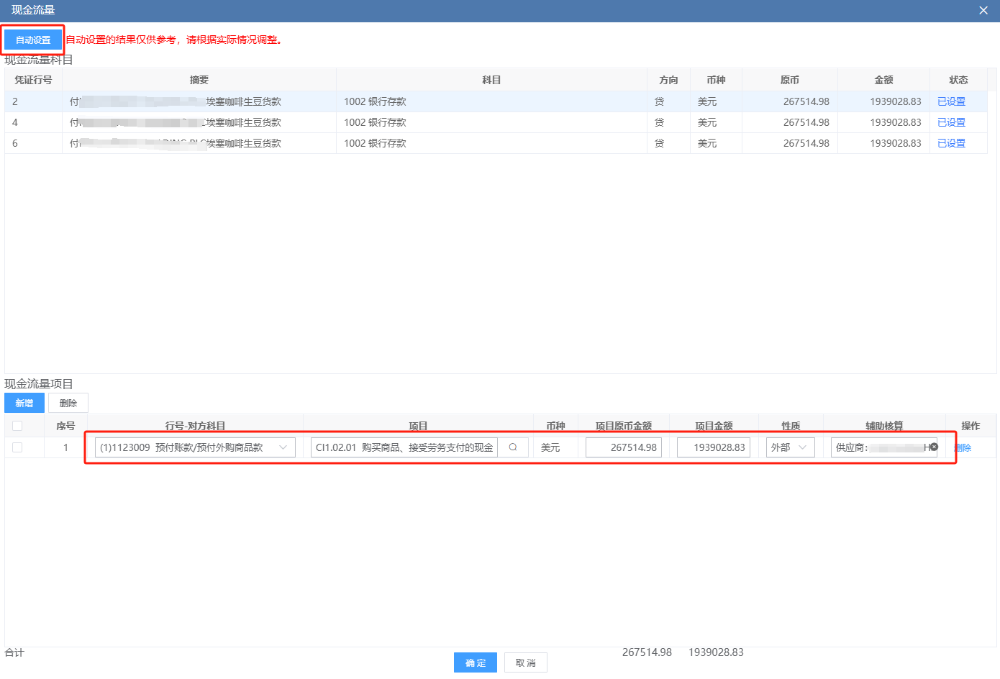 现金流量
自动设置 自动设置的结果仅供参考，请根据实际情况调整。
现金流量科目
凭证行号 摘要 科目 方向 币种 原币 金额 状态
2 付 埃塞咖啡生豆货款 1002 银行存款 贷 美元 267514.98 1939028.83 已设置
4 付 埃塞咖啡生豆货款 1002 银行存款 贷 美元 267514.98 1939028.83 已设置
6 付 埃塞咖啡生豆货款 1002 银行存款 贷 美元 267514.98 1939028.83 已设置
现金流量项目
新增 删除
序号 行号-对方科目 项目 币种 项目原币金额 项目金额 性质 辅助核算 操作
1 (1)1123009 预付账款/预付外购商品款 CI1.02.01 购买商品、接受劳务支付的现金 美元 267514.98 1939028.83 外部 供应商: 删除
合计 267514.98 1939028.83
确 定 取 消